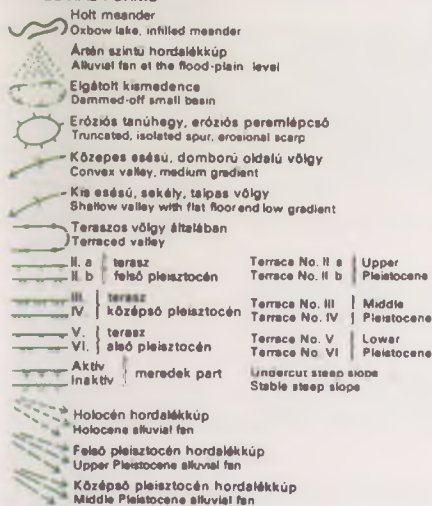 Holt meander
Oxbow lake, infilled meander
Ártén szintű hordalékkúp
Alluvial fan at the flood-plain level
Elgátolt kismedence
Dammed-off small basin
Eróziós tanúhegy, eróziós peremlépcső
Truncated, isolated spur, erosional scarp
Közepes esésű, domború oldalú völgy
Convex valley, medium gradient
Kis esésű, sekély, talpas völgy
Shallow valley with flat floor and low gradient
Teraszos völgy általában
Terraced valley
II. a terasz Terrace No. II a Upper
II. b felső pleisztocén Terrace No. II b Pleistocene
III. terasz Terrace No. III Middle
IV. középső pleisztocén Terrace No. IV Pleistocene
V. terasz Terrace No. V Lower
VI. alsó pleisztocén Terrace No. VI Pleistocene
Aktív meredek part Undercut steep slope
Inaktív Stable steep slope
Holocén hordalékkúp
Holocene alluvial fan
Felső pleisztocén hordalékkúp
Upper Pleistocene alluvial fan
Középső pleisztocén hordalékkúp
Middle Pleistocene alluvial fan